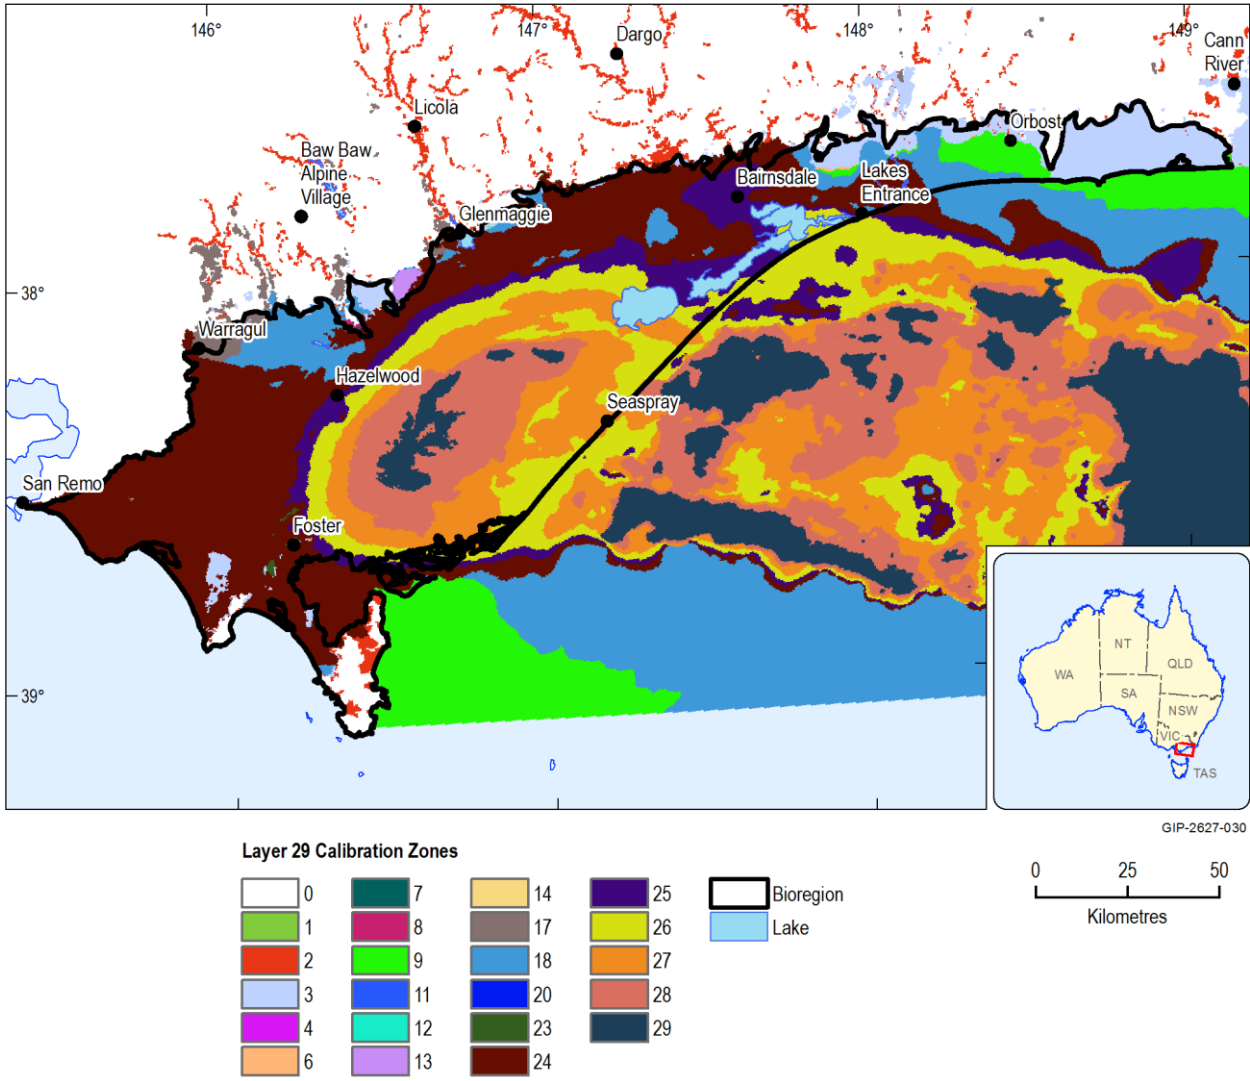 146°
147°
148°
149°
Dargo
Cann
River
Licola
Orbost
Baw Baw
Alpine
Village
Bairnsdale
Lakes
Entrance
Glenmaggie
38°
Warragul
Hazelwood
Seaspray
San Remo
Foster
39°
NT
QLD
WA
SA
NSW
VIC
TAS
GIP-2627-030
Layer 29 Calibration Zones
0
7
14
25
Bioregion
1
8
17
26
Lake
2
9
18
27
3
11
20
28
4
12
23
29
6
13
24
0
25
50
Kilometres